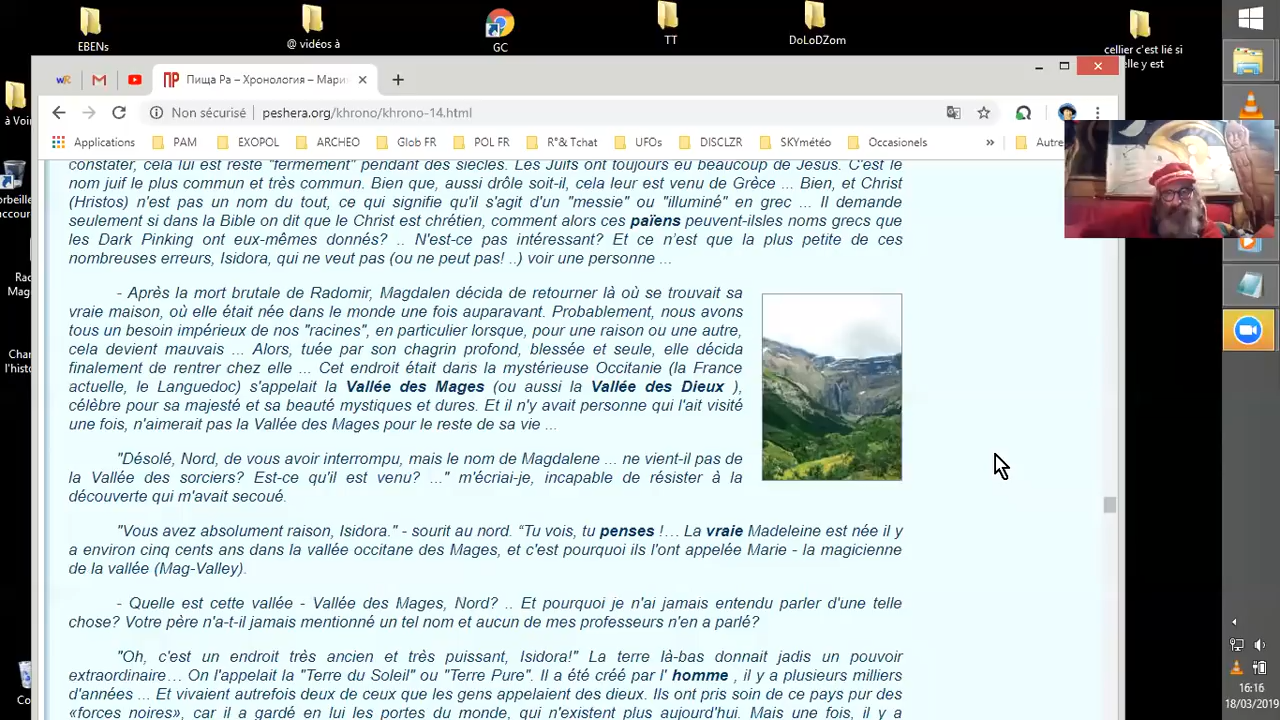 EBENs
@ vidéos à
GC
TT
DoLoDZom
cellier c'est lié si
elle y est
Пища Ра – Хронология – Мари
Non sécurisé
peshera.org/khrono/khrono-14.html
Applications PAM EXOPOL ARCHEO Glob FR POL FR R°& Tchat UFOs DISCLZR SKYmétéo Occasionels » Autre
à Voir
constater, cela lui est resté "fermement" pendant des siècles. Les Juifs ont toujours eu beaucoup de Jésus. C'est le
nom juif le plus commun et très commun. Bien que, aussi drôle soit-il, cela leur est venu de Grèce ... Bien, et Christ
(Hristos) n'est pas un nom du tout, ce qui signifie qu'il s'agit d'un "messie" ou "illuminé" en grec ... Il demande
seulement si dans la Bible on dit que le Christ est chrétien, comment alors ces païens peuvent-ilsles noms grecs que
les Dark Pinking ont eux-mêmes donnés? .. N'est-ce pas intéressant? Et ce n'est que la plus petite de ces
nombreuses erreurs, Isidora, qui ne veut pas (ou ne peut pas! ..) voir une personne ...
- Après la mort brutale de Radomir, Magdalen décida de retourner là où se trouvait sa
vraie maison, où elle était née dans le monde une fois auparavant. Probablement, nous avons
tous un besoin impérieux de nos "racines", en particulier lorsque, pour une raison ou une autre,
cela devient mauvais ... Alors, tuée par son chagrin profond, blessée et seule, elle décida
finalement de rentrer chez elle ... Cet endroit était dans la mystérieuse Occitanie (la France
actuelle, le Languedoc) s'appelait la Vallée des Mages (ou aussi la Vallée des Dieux ),
célèbre pour sa majesté et sa beauté mystiques et dures. Et il n'y avait personne qui l'ait visité
une fois, n'aimerait pas la Vallée des Mages pour le reste de sa vie ...
"Désolé, Nord, de vous avoir interrompu, mais le nom de Magdalene ... ne vient-il pas de
la Vallée des sorciers? Est-ce qu'il est venu? ..." m'écriai-je, incapable de résister à la
découverte qui m'avait secoué.
"Vous avez absolument raison, Isidora." - sourit au nord. "Tu vois, tu penses !… La vraie Madeleine est née il y
a environ cinq cents ans dans la vallée occitane des Mages, et c'est pourquoi ils l'ont appelée Marie - la magicienne
de la vallée (Mag-Valley).
- Quelle est cette vallée - Vallée des Mages, Nord? .. Et pourquoi je n'ai jamais entendu parler d'une telle
chose? Votre père n'a-t-il jamais mentionné un tel nom et aucun de mes professeurs n'en a parlé?
"Oh, c'est un endroit très ancien et très puissant, Isidora!" La terre là-bas donnait jadis un pouvoir
extraordinaire… On l'appelait la "Terre du Soleil" ou "Terre Pure". Il a été créé par l' homme , il y a plusieurs milliers
d'années ... Et vivaient autrefois deux de ceux que les gens appelaient des dieux. Ils ont pris soin de ce pays pur des
«forces noires», car il a gardé en lui les portes du monde, qui n'existent plus aujourd'hui. Mais une fois, il y a
16:16
18/03/2019